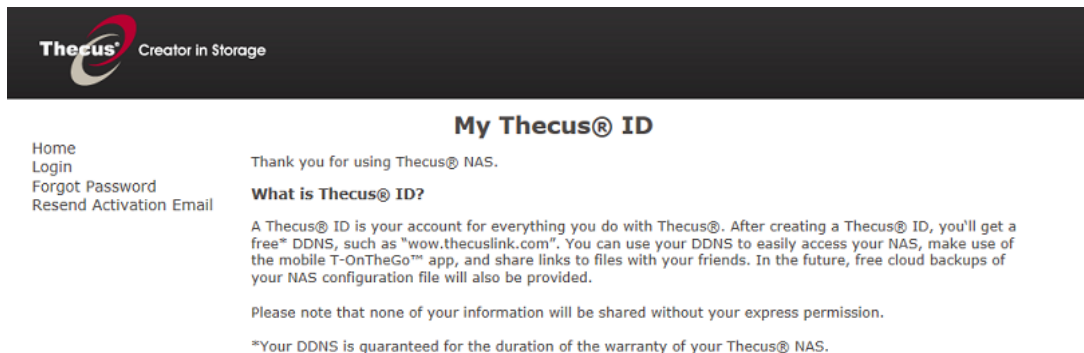 Thecus® Creator in Storage
My Thecus® ID
Home
Login
Forgot Password
Resend Activation Email
Thank you for using Thecus® NAS.
What is Thecus® ID?
A Thecus® ID is your account for everything you do with Thecus®. After creating a Thecus® ID, you'll get a
free* DDNS, such as "wow.thecuslink.com". You can use your DDNS to easily access your NAS, make use of
the mobile T-OnTheGo™ app, and share links to files with your friends. In the future, free cloud backups of
your NAS configuration file will also be provided.
Please note that none of your information will be shared without your express permission.
*Your DDNS is guaranteed for the duration of the warranty of your Thecus® NAS.